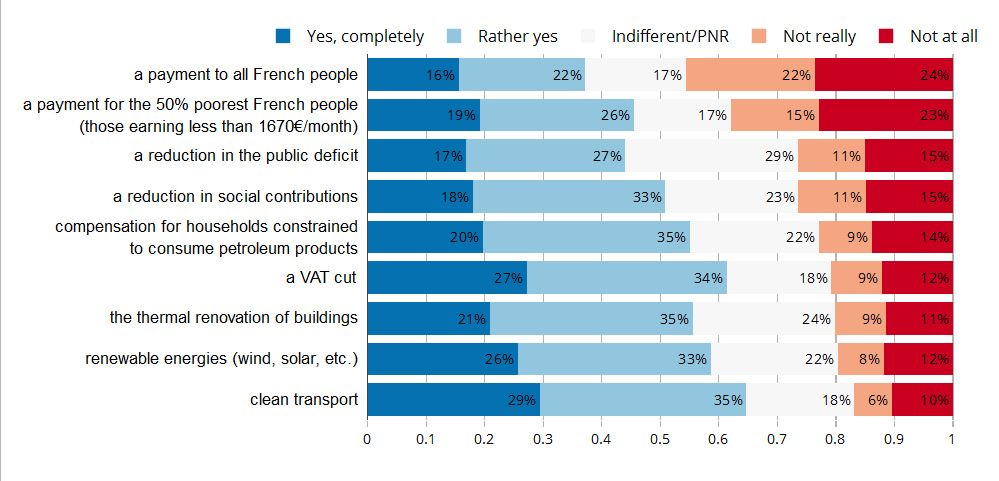 Yes, completely Rather yes Indifferent/PNR Not really Not at all
a payment to all French people 16% 22% 17% 22% 24%
a payment for the 50% poorest French people
(those earning less than 1670€/month) 19% 26% 17% 15% 23%
a reduction in the public deficit 17% 27% 29% 11% 15%
a reduction in social contributions 18% 33% 23% 11% 15%
compensation for households constrained
to consume petroleum products 20% 35% 22% 9% 14%
a VAT cut 27% 34% 18% 9% 12%
the thermal renovation of buildings 21% 35% 24% 9% 11%
renewable energies (wind, solar, etc.) 26% 33% 22% 8% 12%
clean transport 29% 35% 18% 6% 10%
0 0.1 0.2 0.3 0.4 0.5 0.6 0.7 0.8 0.9 1